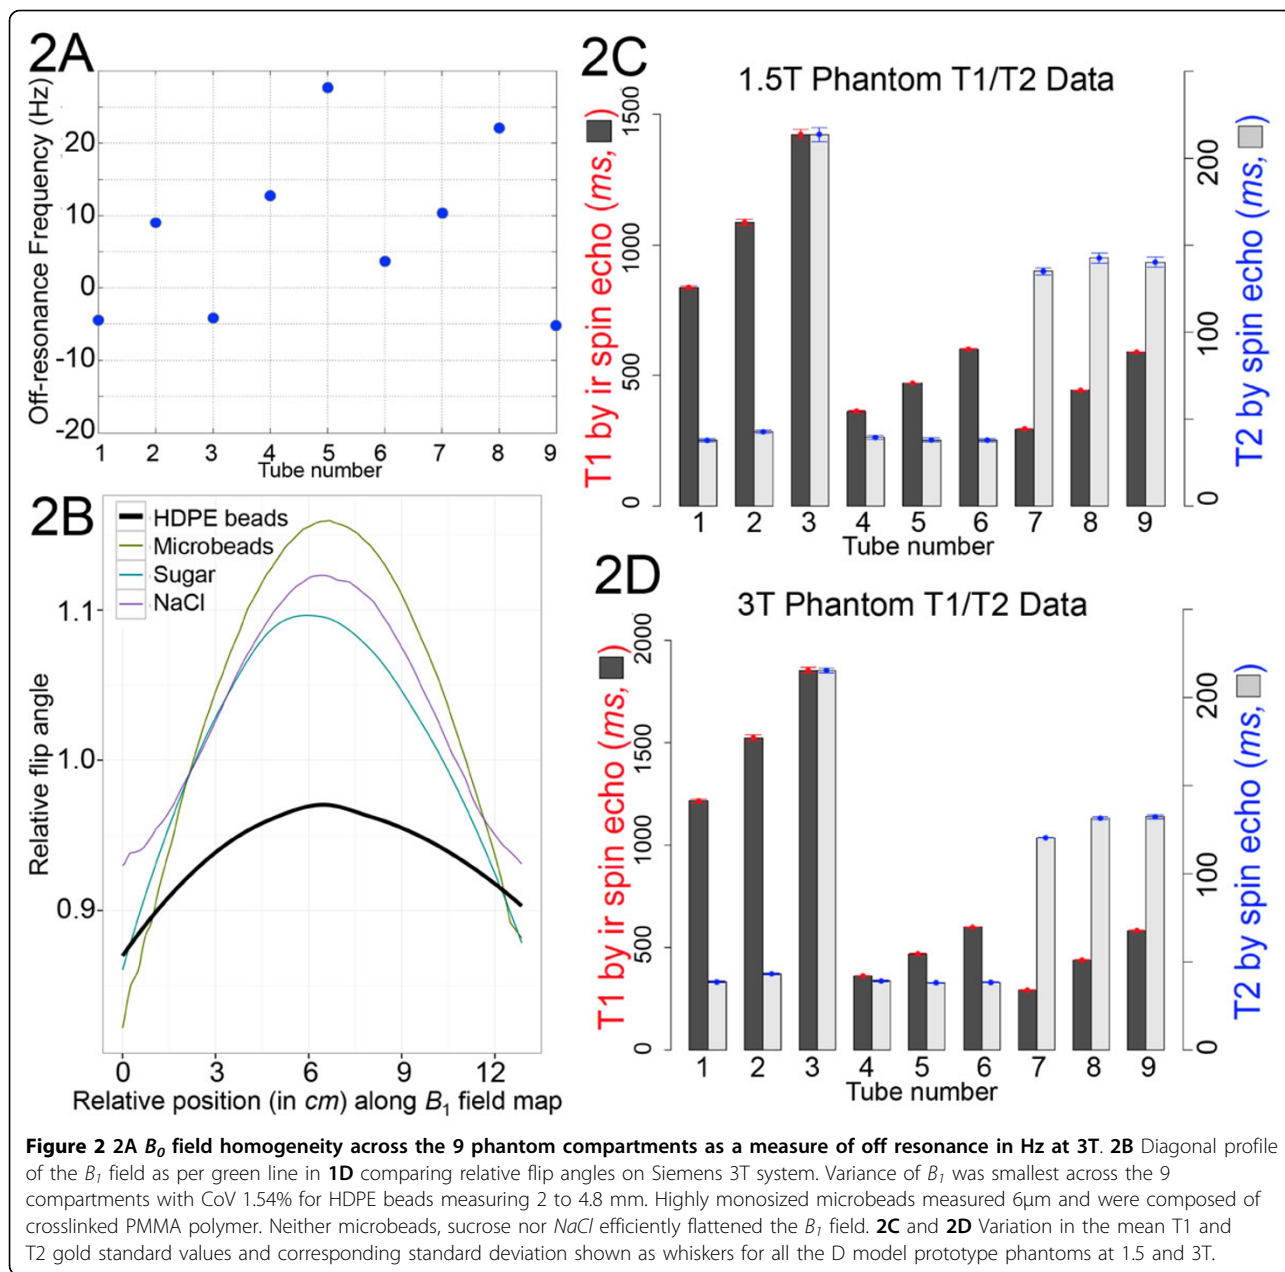 2A
Off-resonance Frequency (Hz)
20
10
0
-10
-20
1 2 3 4 5 6 7 8 9
Tube number
2B
HDPE beads
Microbeads
Sugar
NaCl
Relative flip angle
1.1
1.0
0.9
0 3 6 9 12
Relative position (in cm) along B1 field map
2C
1.5T Phantom T1/T2 Data
T1 by ir spin echo (ms, )
0 500 1000 1500
T2 by spin echo (ms, )
0 100 200
1 2 3 4 5 6 7 8 9
Tube number
2D
3T Phantom T1/T2 Data
T1 by ir spin echo (ms, )
0 500 1000 1500 2000
T2 by spin echo (ms, )
0 100 200
1 2 3 4 5 6 7 8 9
Tube number
Figure 2 2A B0 field homogeneity across the 9 phantom compartments as a measure of off resonance in Hz at 3T. 2B Diagonal profile
of the B1 field as per green line in 1D comparing relative flip angles on Siemens 3T system. Variance of B1 was smallest across the 9
compartments with CoV 1.54% for HDPE beads measuring 2 to 4.8 mm. Highly monosized microbeads measured 6μm and were composed of
crosslinked PMMA polymer. Neither microbeads, sucrose nor NaCl efficiently flattened the B1 field. 2C and 2D Variation in the mean T1 and
T2 gold standard values and corresponding standard deviation shown as whiskers for all the D model prototype phantoms at 1.5 and 3T.